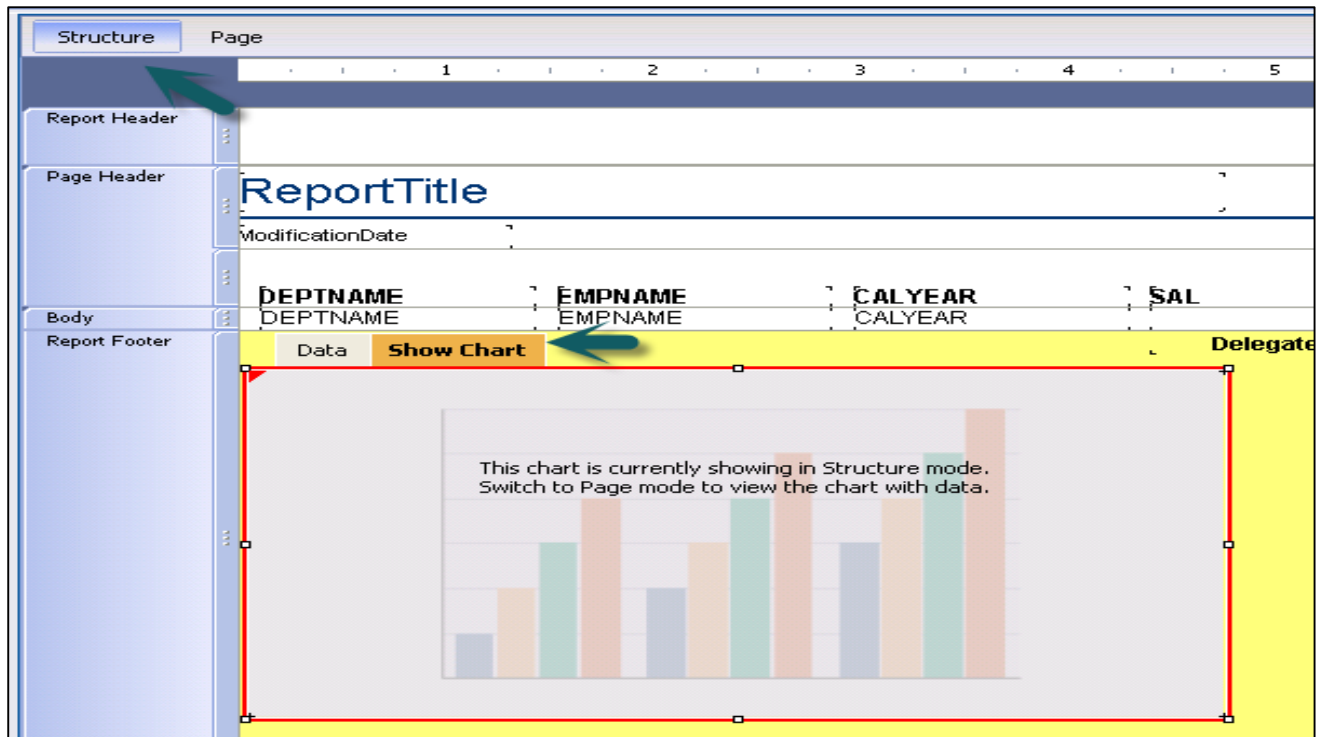 Structure Page
1 2 3 4 5
Report Header
Page Header
ReportTitle
ModificationDate
DEPTNAME EMPNAME CALYEAR SAL
Body DEPTNAME EMPNAME CALYEAR
Report Footer
Data Show Chart Delegate
This chart is currently showing in Structure mode.
Switch to Page mode to view the chart with data.